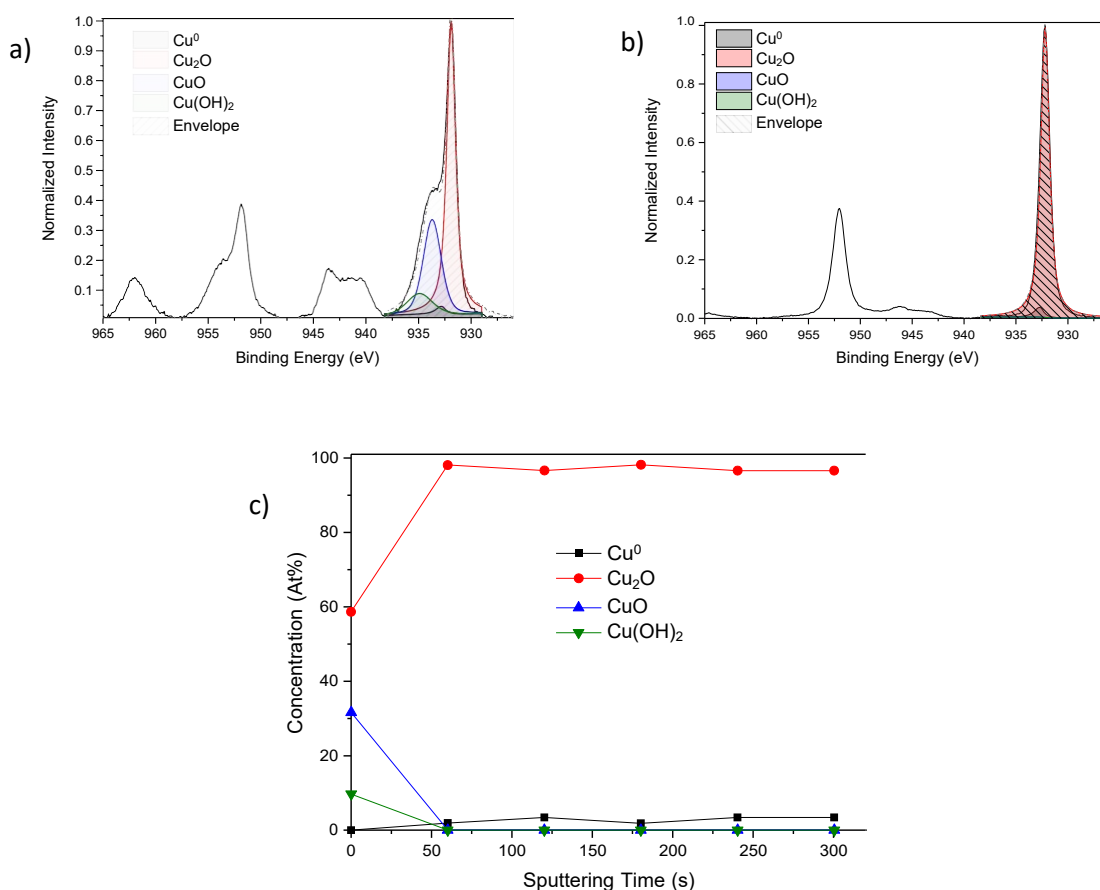 a)
Normalized Intensity
1.0
0.9
0.8
0.7
0.6
0.5
0.4
0.3
0.2
0.1
Cu⁰
Cu₂O
CuO
Cu(OH)₂
Envelope
965 960 955 950 945 940 935 930
Binding Energy (eV)
b)
Normalized Intensity
1.0
0.8
0.6
0.4
0.2
0.0
Cu⁰
Cu₂O
CuO
Cu(OH)₂
Envelope
965 960 955 950 945 940 935 930
Binding Energy (eV)
c)
Concentration (At%)
100
80
60
40
20
0
Cu⁰
Cu₂O
CuO
Cu(OH)₂
0 50 100 150 200 250 300
Sputtering Time (s)